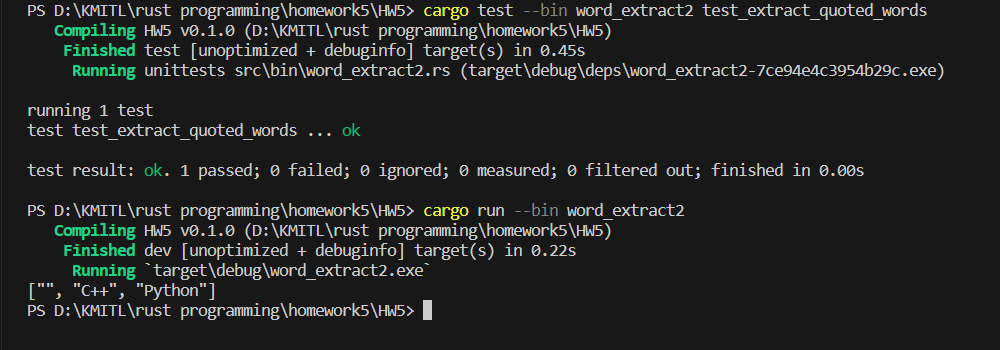 PS D:\KMITL\rust programming\homework5\HW5> cargo test --bin word_extract2 test_extract_quoted_words
Compiling HW5 v0.1.0 (D:\KMITL\rust programming\homework5\HW5)
Finished test [unoptimized + debuginfo] target(s) in 0.45s
Running unittests src\bin\word_extract2.rs (target\debug\deps\word_extract2-7ce94e4c3954b29c.exe)
running 1 test
test test_extract_quoted_words ... ok
test result: ok. 1 passed; 0 failed; 0 ignored; 0 measured; 0 filtered out; finished in 0.00s
PS D:\KMITL\rust programming\homework5\HW5> cargo run --bin word_extract2
Compiling HW5 v0.1.0 (D:\KMITL\rust programming\homework5\HW5)
Finished dev [unoptimized + debuginfo] target(s) in 0.22s
Running `target\debug\word_extract2.exe`
["", "C++", "Python"]
PS D:\KMITL\rust programming\homework5\HW5>